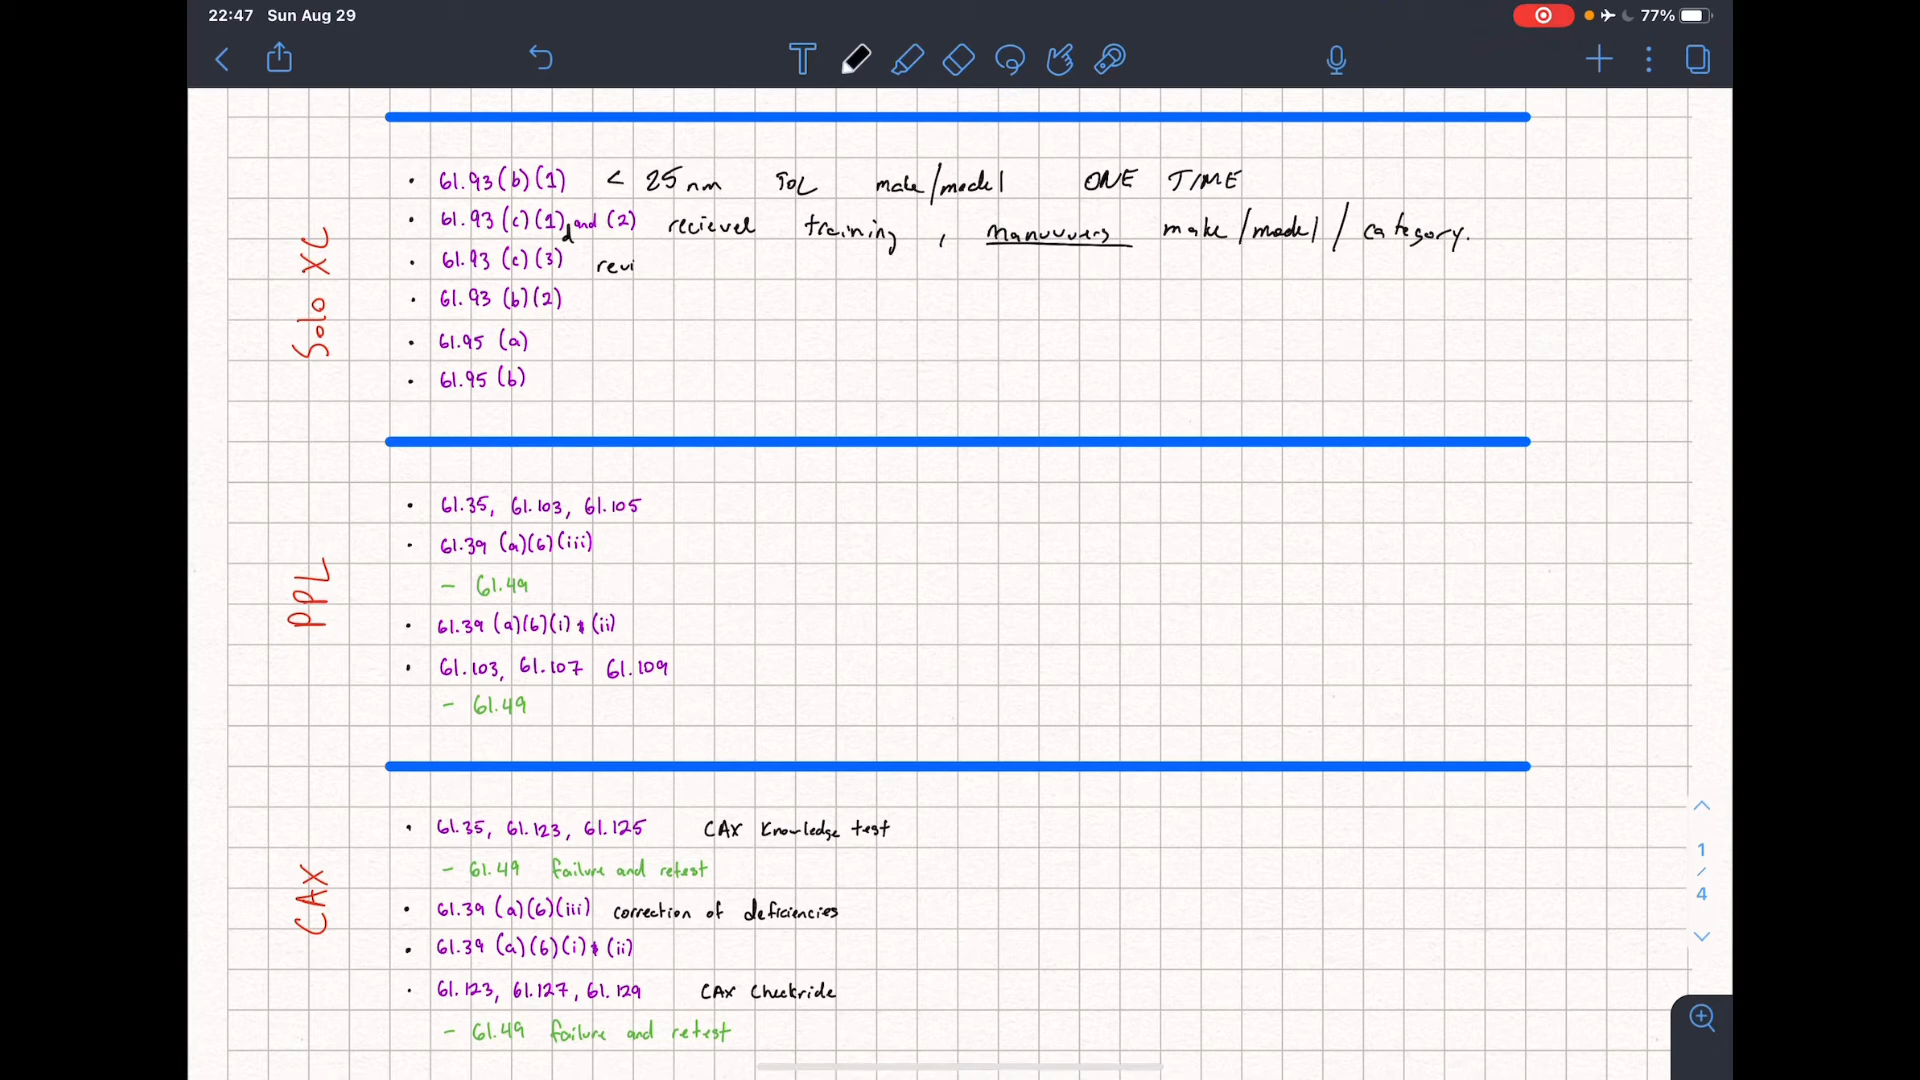 22:47 Sun Aug 29 77%
61.93(b)(1) < 25nm ToL make/model ONE TIME
61.93 (c)(1) and (2) recieved training, manuvuers make/model/category.
61.93 (c)(3) revi
61.93 (b)(2)
61.95 (a)
61.95 (b)
Solo XC
61.35, 61.103, 61.105
61.39 (a)(6)(iii)
- 61.49
61.39 (a)(6)(i) & (ii)
61.103, 61.107 61.109
- 61.49
PPL
61.35, 61.123, 61.125 CAX Knowledge test
- 61.49 failure and retest
61.39 (a)(6)(iii) correction of deficiencies
61.39 (a)(6)(i) & (ii)
61.123, 61.127, 61.129 CAX Checkride
- 61.49 failure and retest
CAX
1
/
4